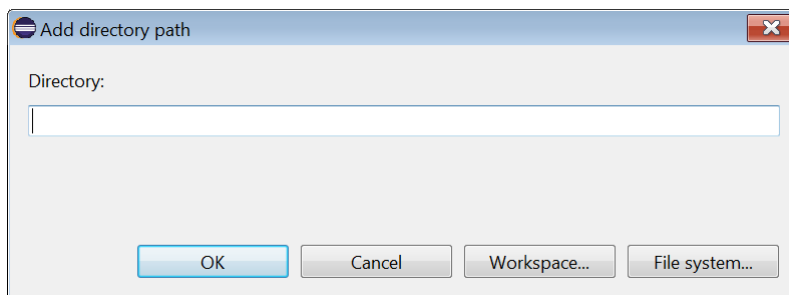 Add directory path
Directory:
OK Cancel Workspace... File system...